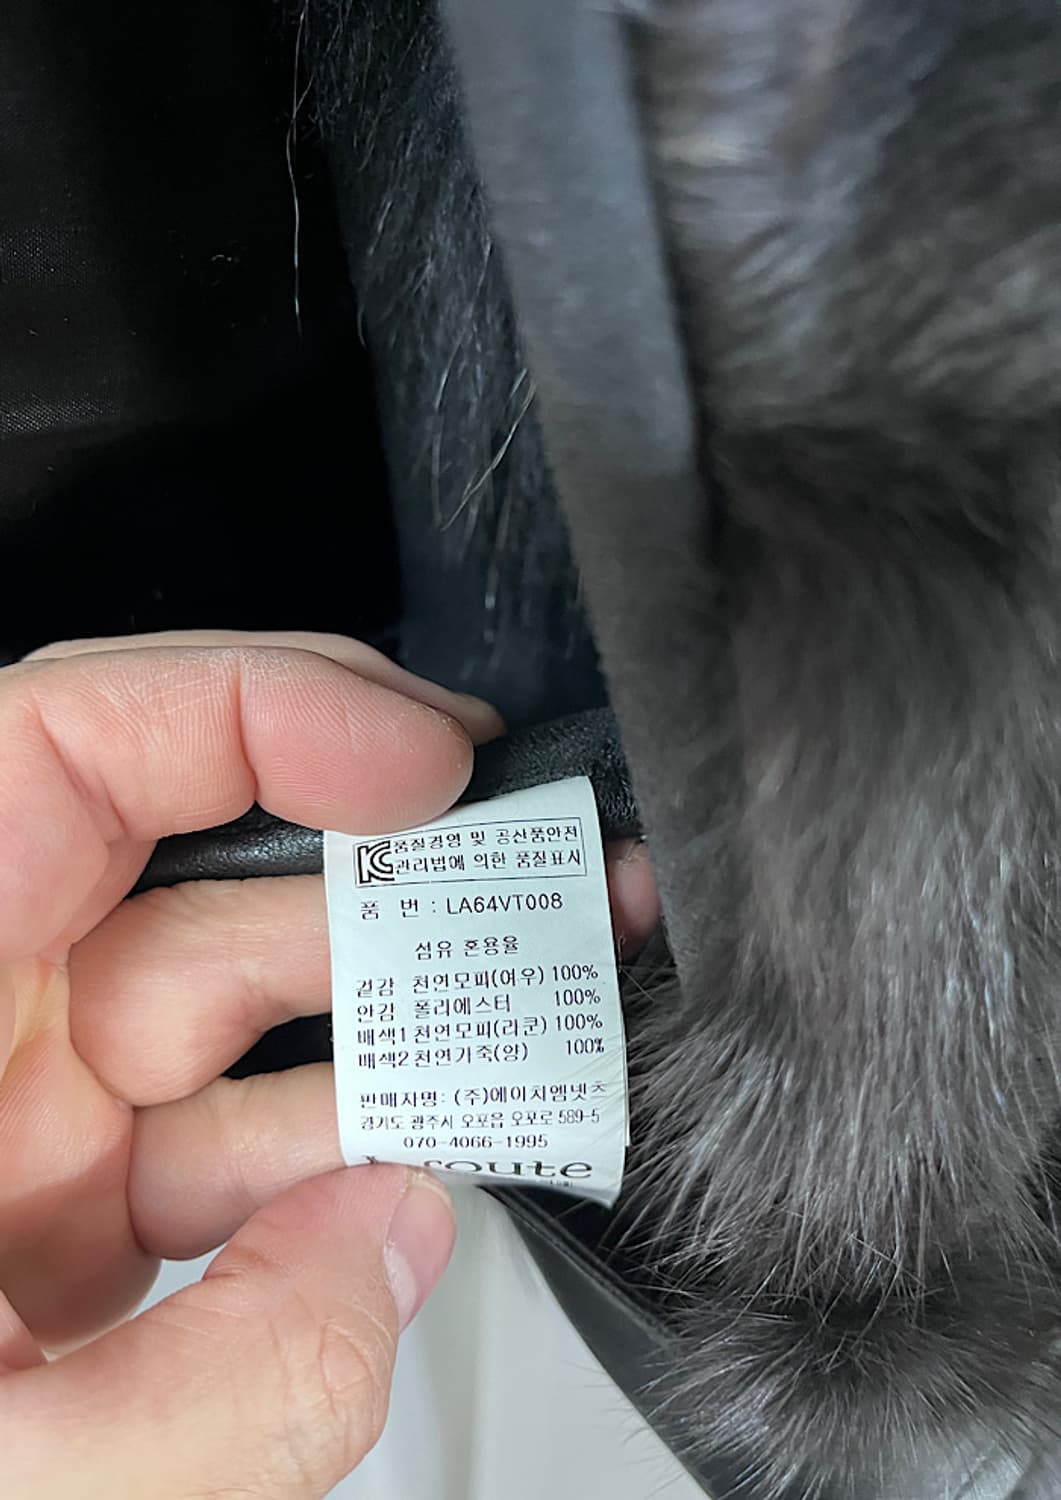 KC 품질경영 및 공산품안전
관리법에 의한 품질표시
품 번 : LA64VT008
섬유 혼용율
겉감 천연모피(여우) 100%
안감 폴리에스터 100%
배색1 천연모피(라쿤) 100%
배색2 천연가죽(양) 100%
판매자명: (주)에이치엠넷츠
경기도 광주시 오포읍 오포로 589-5
070-4066-1995